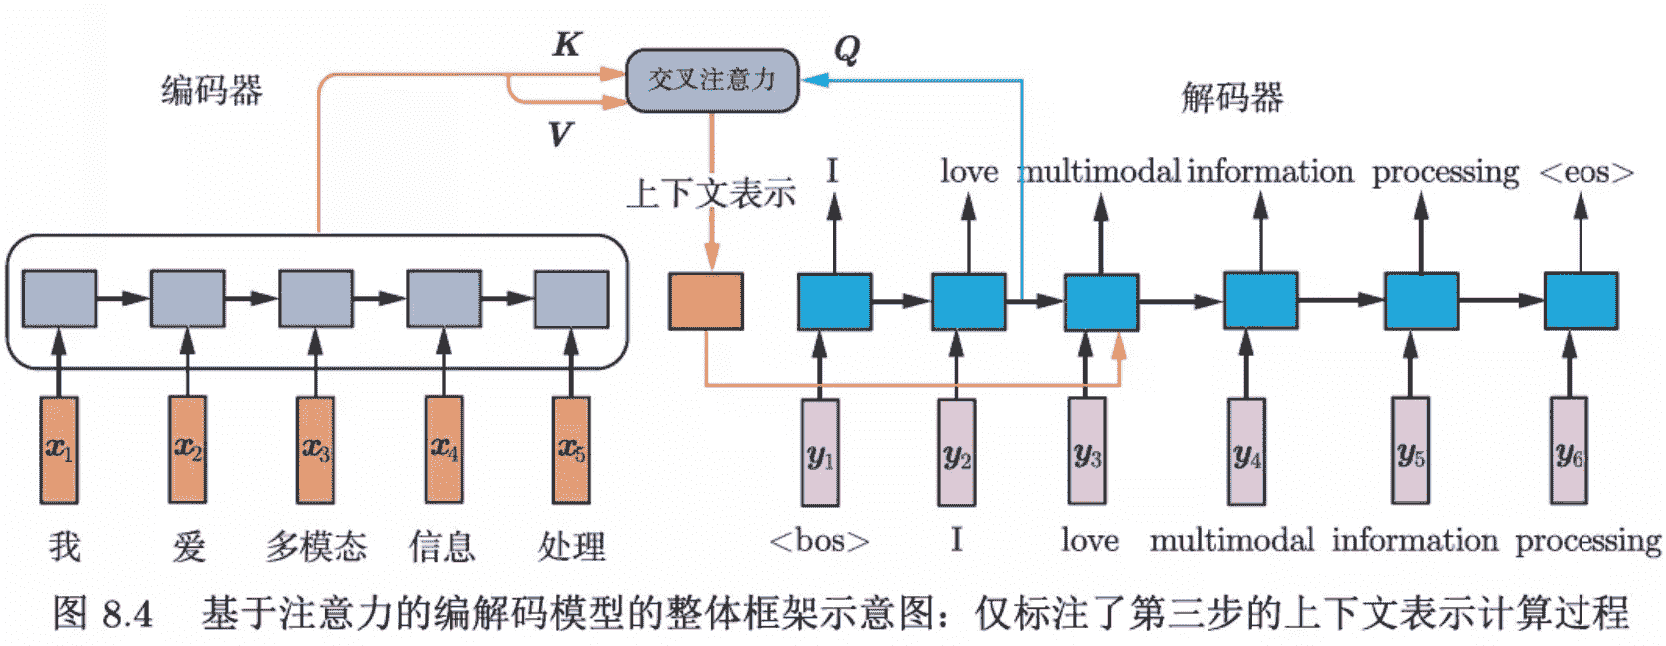 K
Q
编码器
交叉注意力
解码器
V
上下文表示
I love multimodal information processing <eos>
x1 x2 x3 x4 x5
y1 y2 y3 y4 y5 y6
我 爱 多模态 信息 处理
<bos> I love multimodal information processing
图 8.4 基于注意力的编解码模型的整体框架示意图：仅标注了第三步的上下文表示计算过程